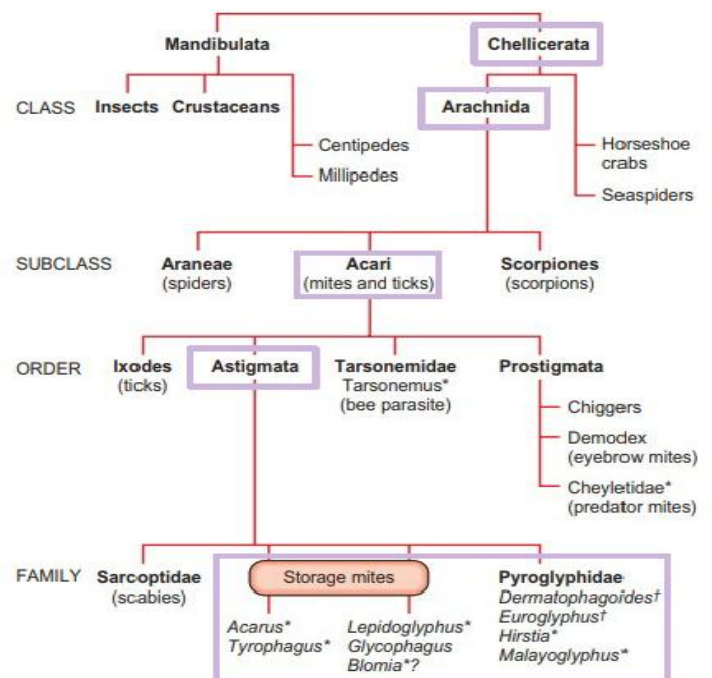 Mandibulata
Chellicerata
CLASS
Insects
Crustaceans
Arachnida
Centipedes
Millipedes
Horseshoe
crabs
Seaspiders
SUBCLASS
Araneae
(spiders)
Acari
(mites and ticks)
Scorpiones
(scorpions)
ORDER
Ixodes
(ticks)
Astigmata
Tarsonemidae
Tarsonemus*
(bee parasite)
Prostigmata
Chiggers
Demodex
(eyebrow mites)
Cheyletidae*
(predator mites)
FAMILY
Sarcoptidae
(scabies)
Storage mites
Acarus*
Tyrophagus*
Lepidoglyphus*
Glycophagus
Blomia*?
Pyroglyphidae
Dermatophagoides†
Euroglyphus†
Hirstia*
Malayoglyphus*